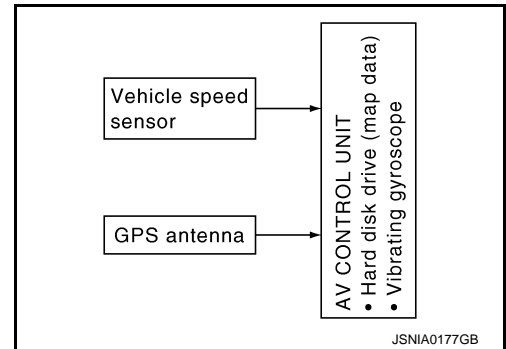 Vehicle speed
sensor
GPS antenna
AV CONTROL UNIT
• Hard disk drive (map data)
• Vibrating gyroscope
JSNIA0177GB